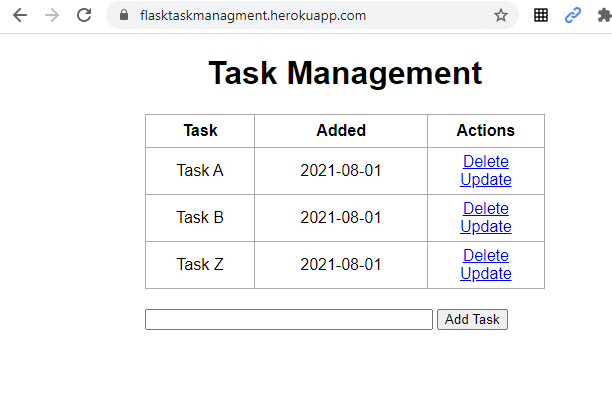 flasktaskmanagment.herokuapp.com
Task Management
Task Added Actions
Task A 2021-08-01 Delete
Update
Task B 2021-08-01 Delete
Update
Task Z 2021-08-01 Delete
Update
Add Task